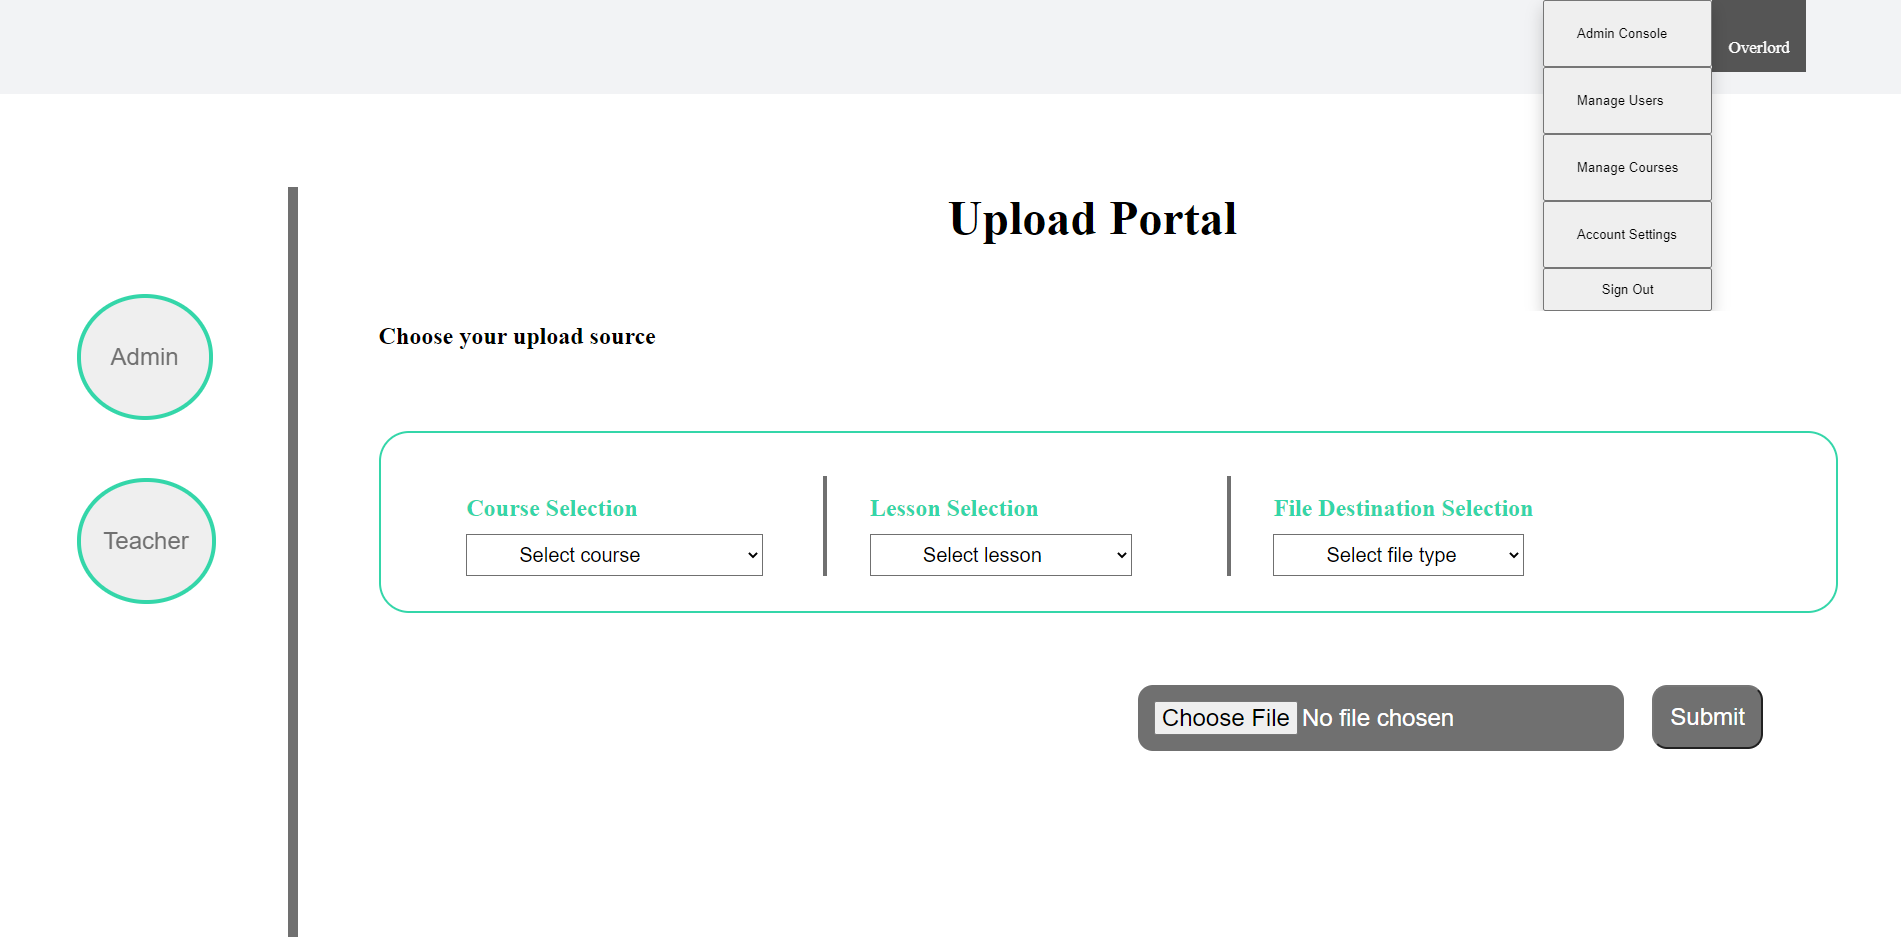 Admin Console
Overlord
Manage Users
Manage Courses
Account Settings
Sign Out
Upload Portal
Choose your upload source
Admin
Teacher
Course Selection
Select course
Lesson Selection
Select lesson
File Destination Selection
Select file type
Choose File No file chosen
Submit